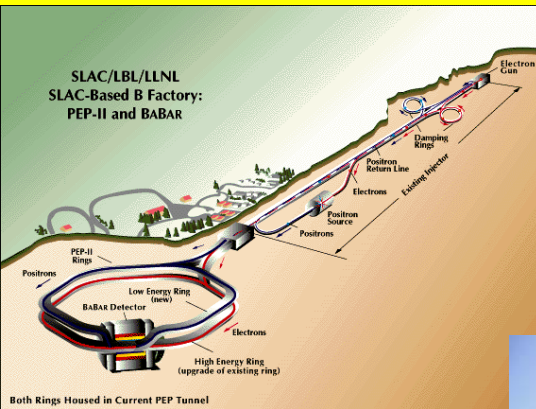 SLAC/LBL/LLNL
SLAC-Based B Factory:
PEP-II and BABAR
Electron
Gun
Damping
Rings
Positron
Return Line
Existing Injector
Electrons
Positron
Source
Positrons
PEP-II
Rings
Positrons
Low Energy Ring
(new)
BABAR Detector
Electrons
High Energy Ring
(upgrade of existing ring)
Both Rings Housed in Current PEP Tunnel